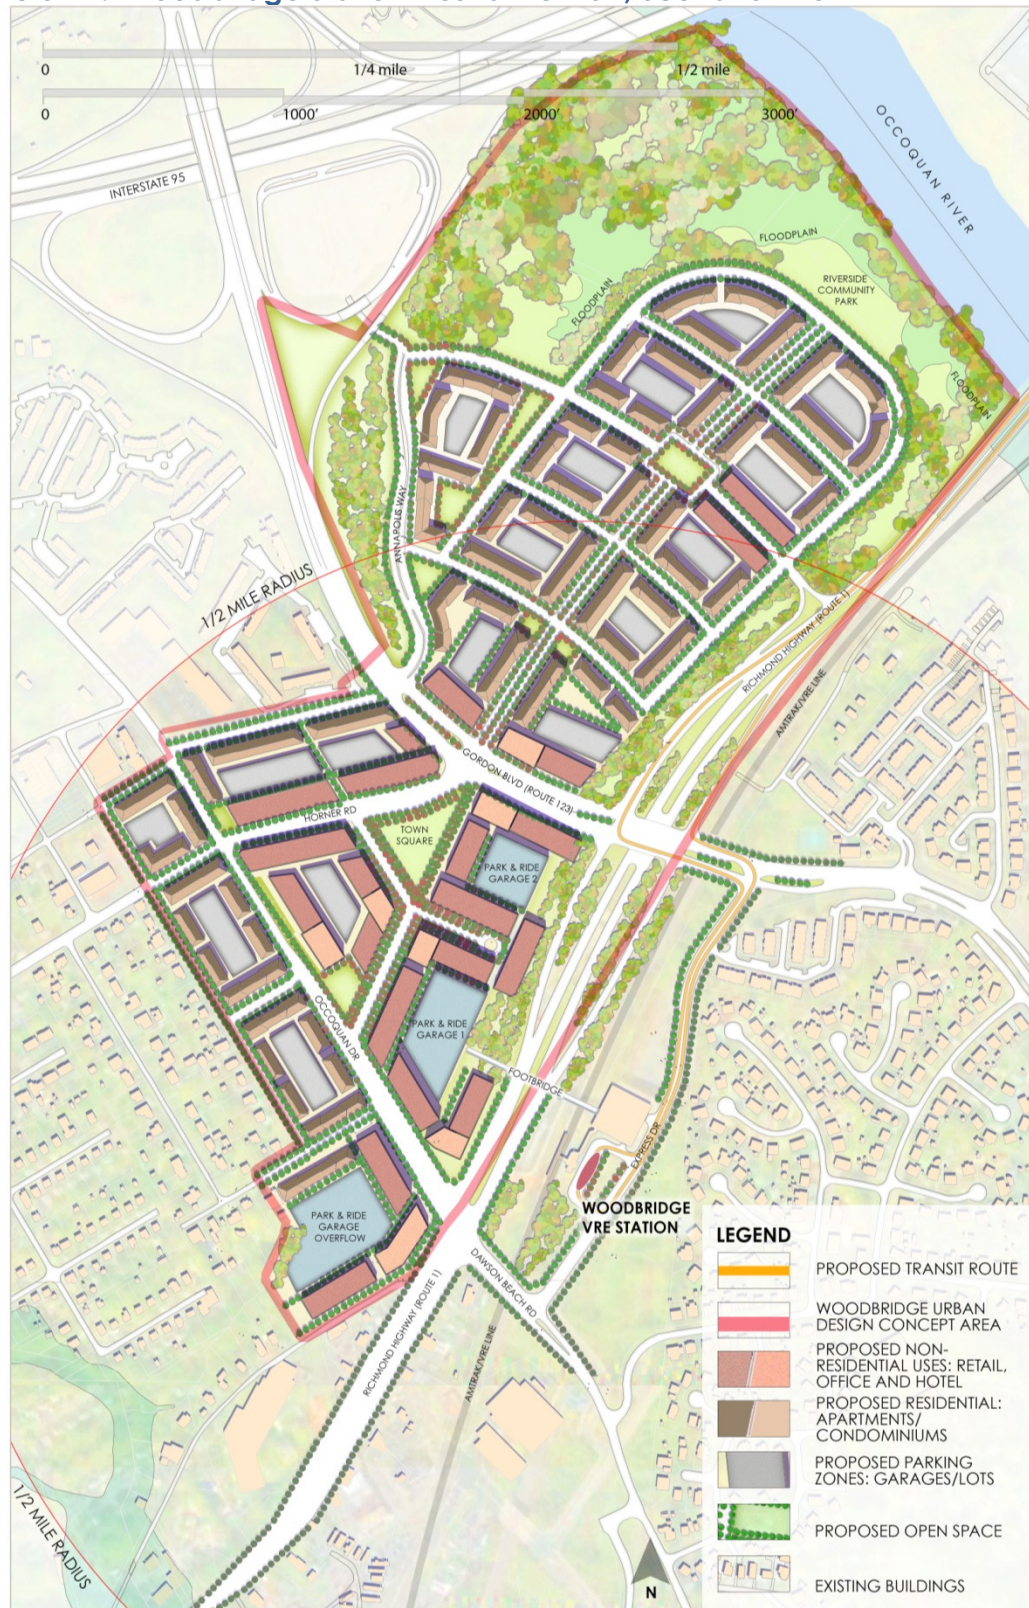 0
1/4 mile
1/2 mile
0
1000'
2000'
3000'
OCCOQUAN RIVER
INTERSTATE 95
FLOODPLAIN
FLOODPLAIN
RIVERSIDE
COMMUNITY
PARK
FLOODPLAIN
ANNAPOLIS WAY
1/2 MILE RADIUS
RICHMOND HIGHWAY (ROUTE 1)
AMTRAK/VRE LINE
GORDON BLVD (ROUTE 123)
HORNER RD
TOWN
SQUARE
PARK & RIDE
GARAGE 2
OCCOQUAN DR
PARK & RIDE
GARAGE 1
FOOTBRIDGE
EXPRESS DR
WOODBRIDGE
VRE STATION
PARK & RIDE
GARAGE
OVERFLOW
DAWSON BEACH RD
RICHMOND HIGHWAY (ROUTE 1)
AMTRAK/VRE LINE
1/2 MILE RADIUS
N
LEGEND
PROPOSED TRANSIT ROUTE
WOODBRIDGE URBAN
DESIGN CONCEPT AREA
PROPOSED NON-
RESIDENTIAL USES: RETAIL,
OFFICE AND HOTEL
PROPOSED RESIDENTIAL:
APARTMENTS/
CONDOMINIUMS
PROPOSED PARKING
ZONES: GARAGES/LOTS
PROPOSED OPEN SPACE
EXISTING BUILDINGS